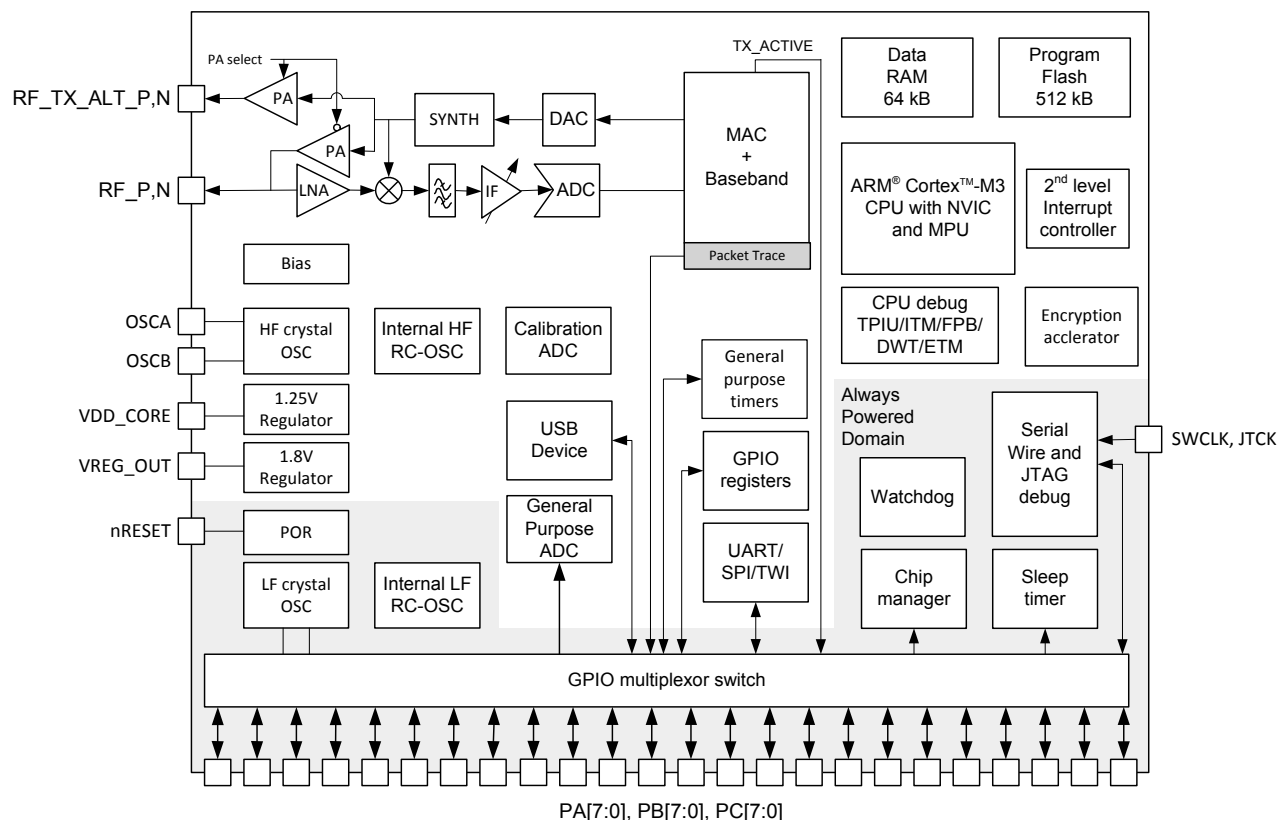 TX_ACTIVE
PA select
RF_TX_ALT_P,N
PA
SYNTH
DAC
PA
RF_P,N
LNA
IF
ADC
MAC
+
Baseband
Packet Trace
Data
RAM
64 kB
Program
Flash
512 kB
ARM® Cortex™-M3
CPU with NVIC
and MPU
2nd level
Interrupt
controller
Bias
OSCA
OSCB
HF crystal
OSC
Internal HF
RC-OSC
Calibration
ADC
General
purpose
timers
CPU debug
TPIU/ITM/FPB/
DWT/ETM
Encryption
acclerator
VDD_CORE
1.25V
Regulator
VREG_OUT
1.8V
Regulator
USB
Device
GPIO
registers
Always
Powered
Domain
Watchdog
Serial
Wire and
JTAG
debug
SWCLK, JTCK
nRESET
POR
General
Purpose
ADC
UART/
SPI/TWI
LF crystal
OSC
Internal LF
RC-OSC
Chip
manager
Sleep
timer
GPIO multiplexor switch
PA[7:0], PB[7:0], PC[7:0]